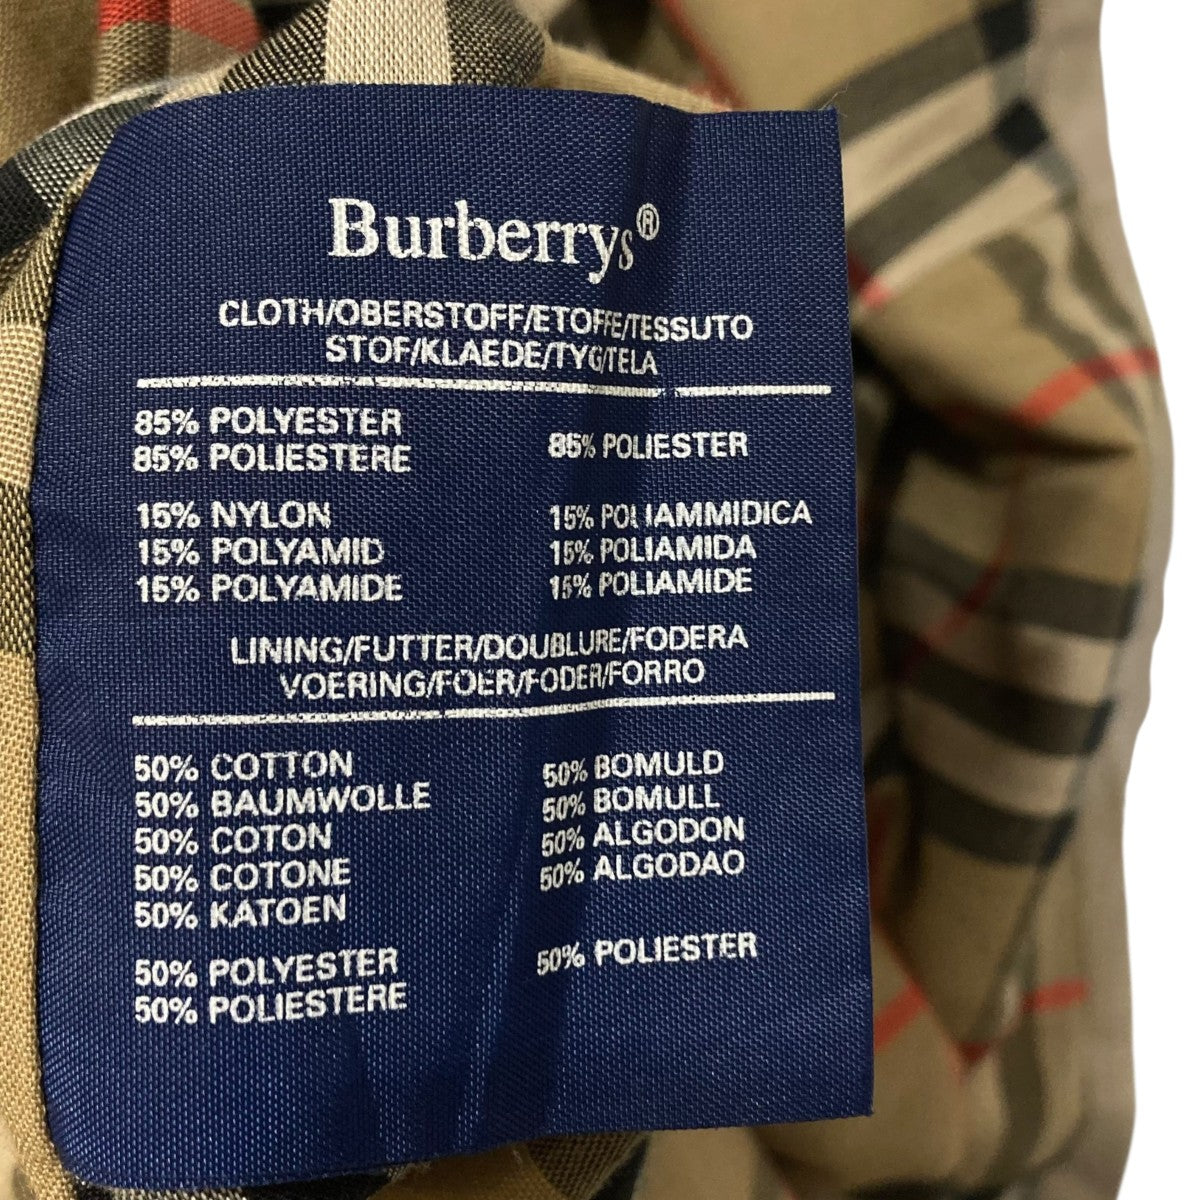 Burberrys®
CLOTH/OBERSTOFF/ETOFFE/TESSUTO
STOF/KLAEDE/TYG/TELA
85% POLYESTER
85% POLIESTERE
85% POLIESTER
15% NYLON
15% POLYAMID
15% POLYAMIDE
15% POLIAMMIDICA
15% POLIAMIDA
15% POLIAMIDE
LINING/FUTTER/DOUBLURE/FODERA
VOERING/FOER/FODER/FORRO
50% COTTON
50% BAUMWOLLE
50% COTON
50% COTONE
50% KATOEN
50% BOMULD
50% BOMULL
50% ALGODON
50% ALGODAO
50% POLYESTER
50% POLIESTERE
50% POLIESTER